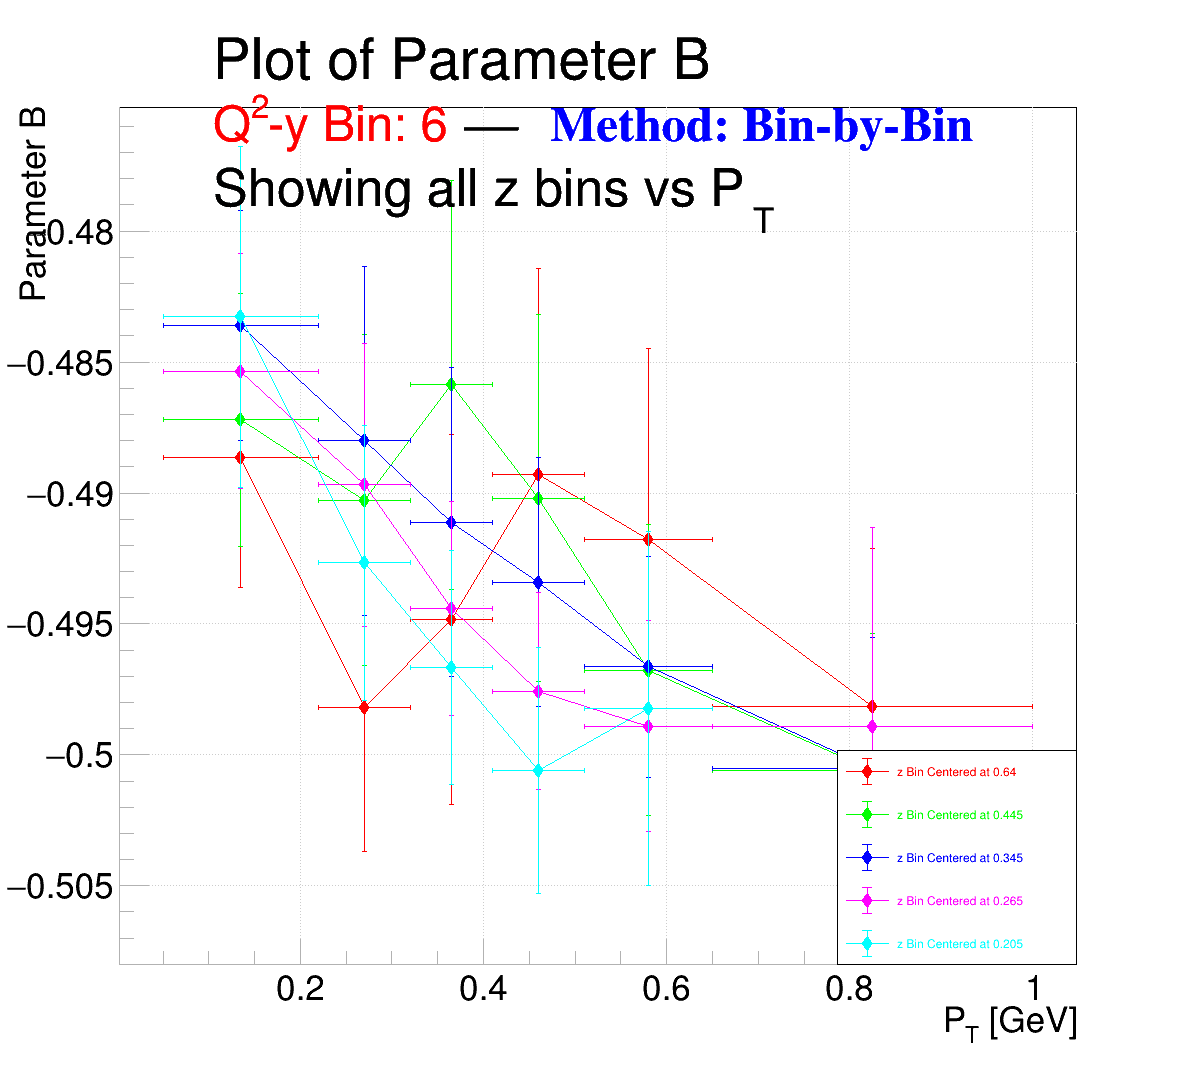 Plot of Parameter B
Q2-y Bin: 6 — Method: Bin-by-Bin
Showing all z bins vs PT
Parameter B
−0.48
−0.485
−0.49
−0.495
−0.5
−0.505
z Bin Centered at 0.64
z Bin Centered at 0.445
z Bin Centered at 0.345
z Bin Centered at 0.265
z Bin Centered at 0.205
0.2 0.4 0.6 0.8 1
PT [GeV]